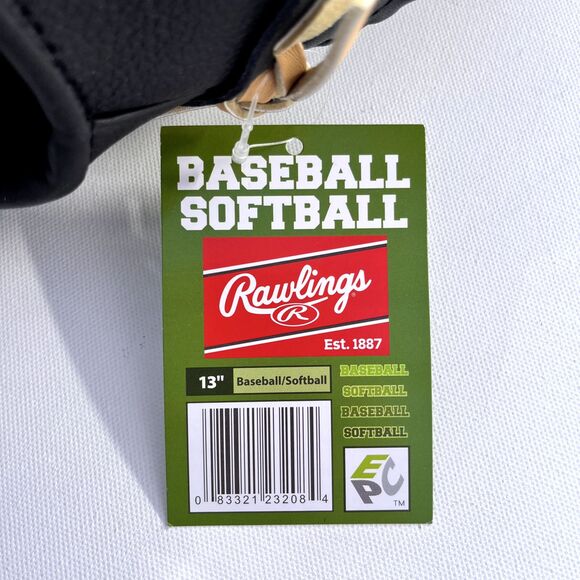 BASEBALL
SOFTBALL
Rawlings
R
Est. 1887
13" Baseball/Softball
BASEBALL
SOFTBALL
BASEBALL
SOFTBALL
0 83321 23208 4
EPC TM